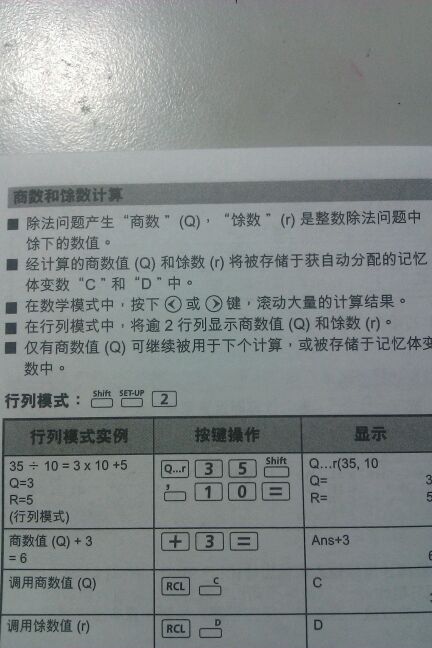 商数和馀数计算
■ 除法问题产生 “商数 ” (Q)， “馀数 ” (r) 是整数除法问题中
馀下的数值。
■ 经计算的商数值 (Q) 和馀数 (r) 将被存储于获自动分配的记忆
体变数 “C ” 和 “D ” 中。
■ 在数学模式中，按下 < 或 > 键，滚动大量的计算结果。
■ 在行列模式中，将逾 2 行列显示商数值 (Q) 和馀数 (r)。
■ 仅有商数值 (Q) 可继续被用于下个计算，或被存储于记忆体变
数中。
行列模式： Shift SET-UP 2
行列模式实例 按键操作 显示
35 ÷ 10 = 3 x 10 +5
Q=3
R=5
(行列模式)
Q...r 3 5 Shift
, 1 0 =
Q...r(35, 10
Q= 3
R= 5
商数值 (Q) + 3
= 6
+ 3 =
Ans+3
6
调用商数值 (Q)
RCL C
C
调用馀数值 (r)
RCL D
D